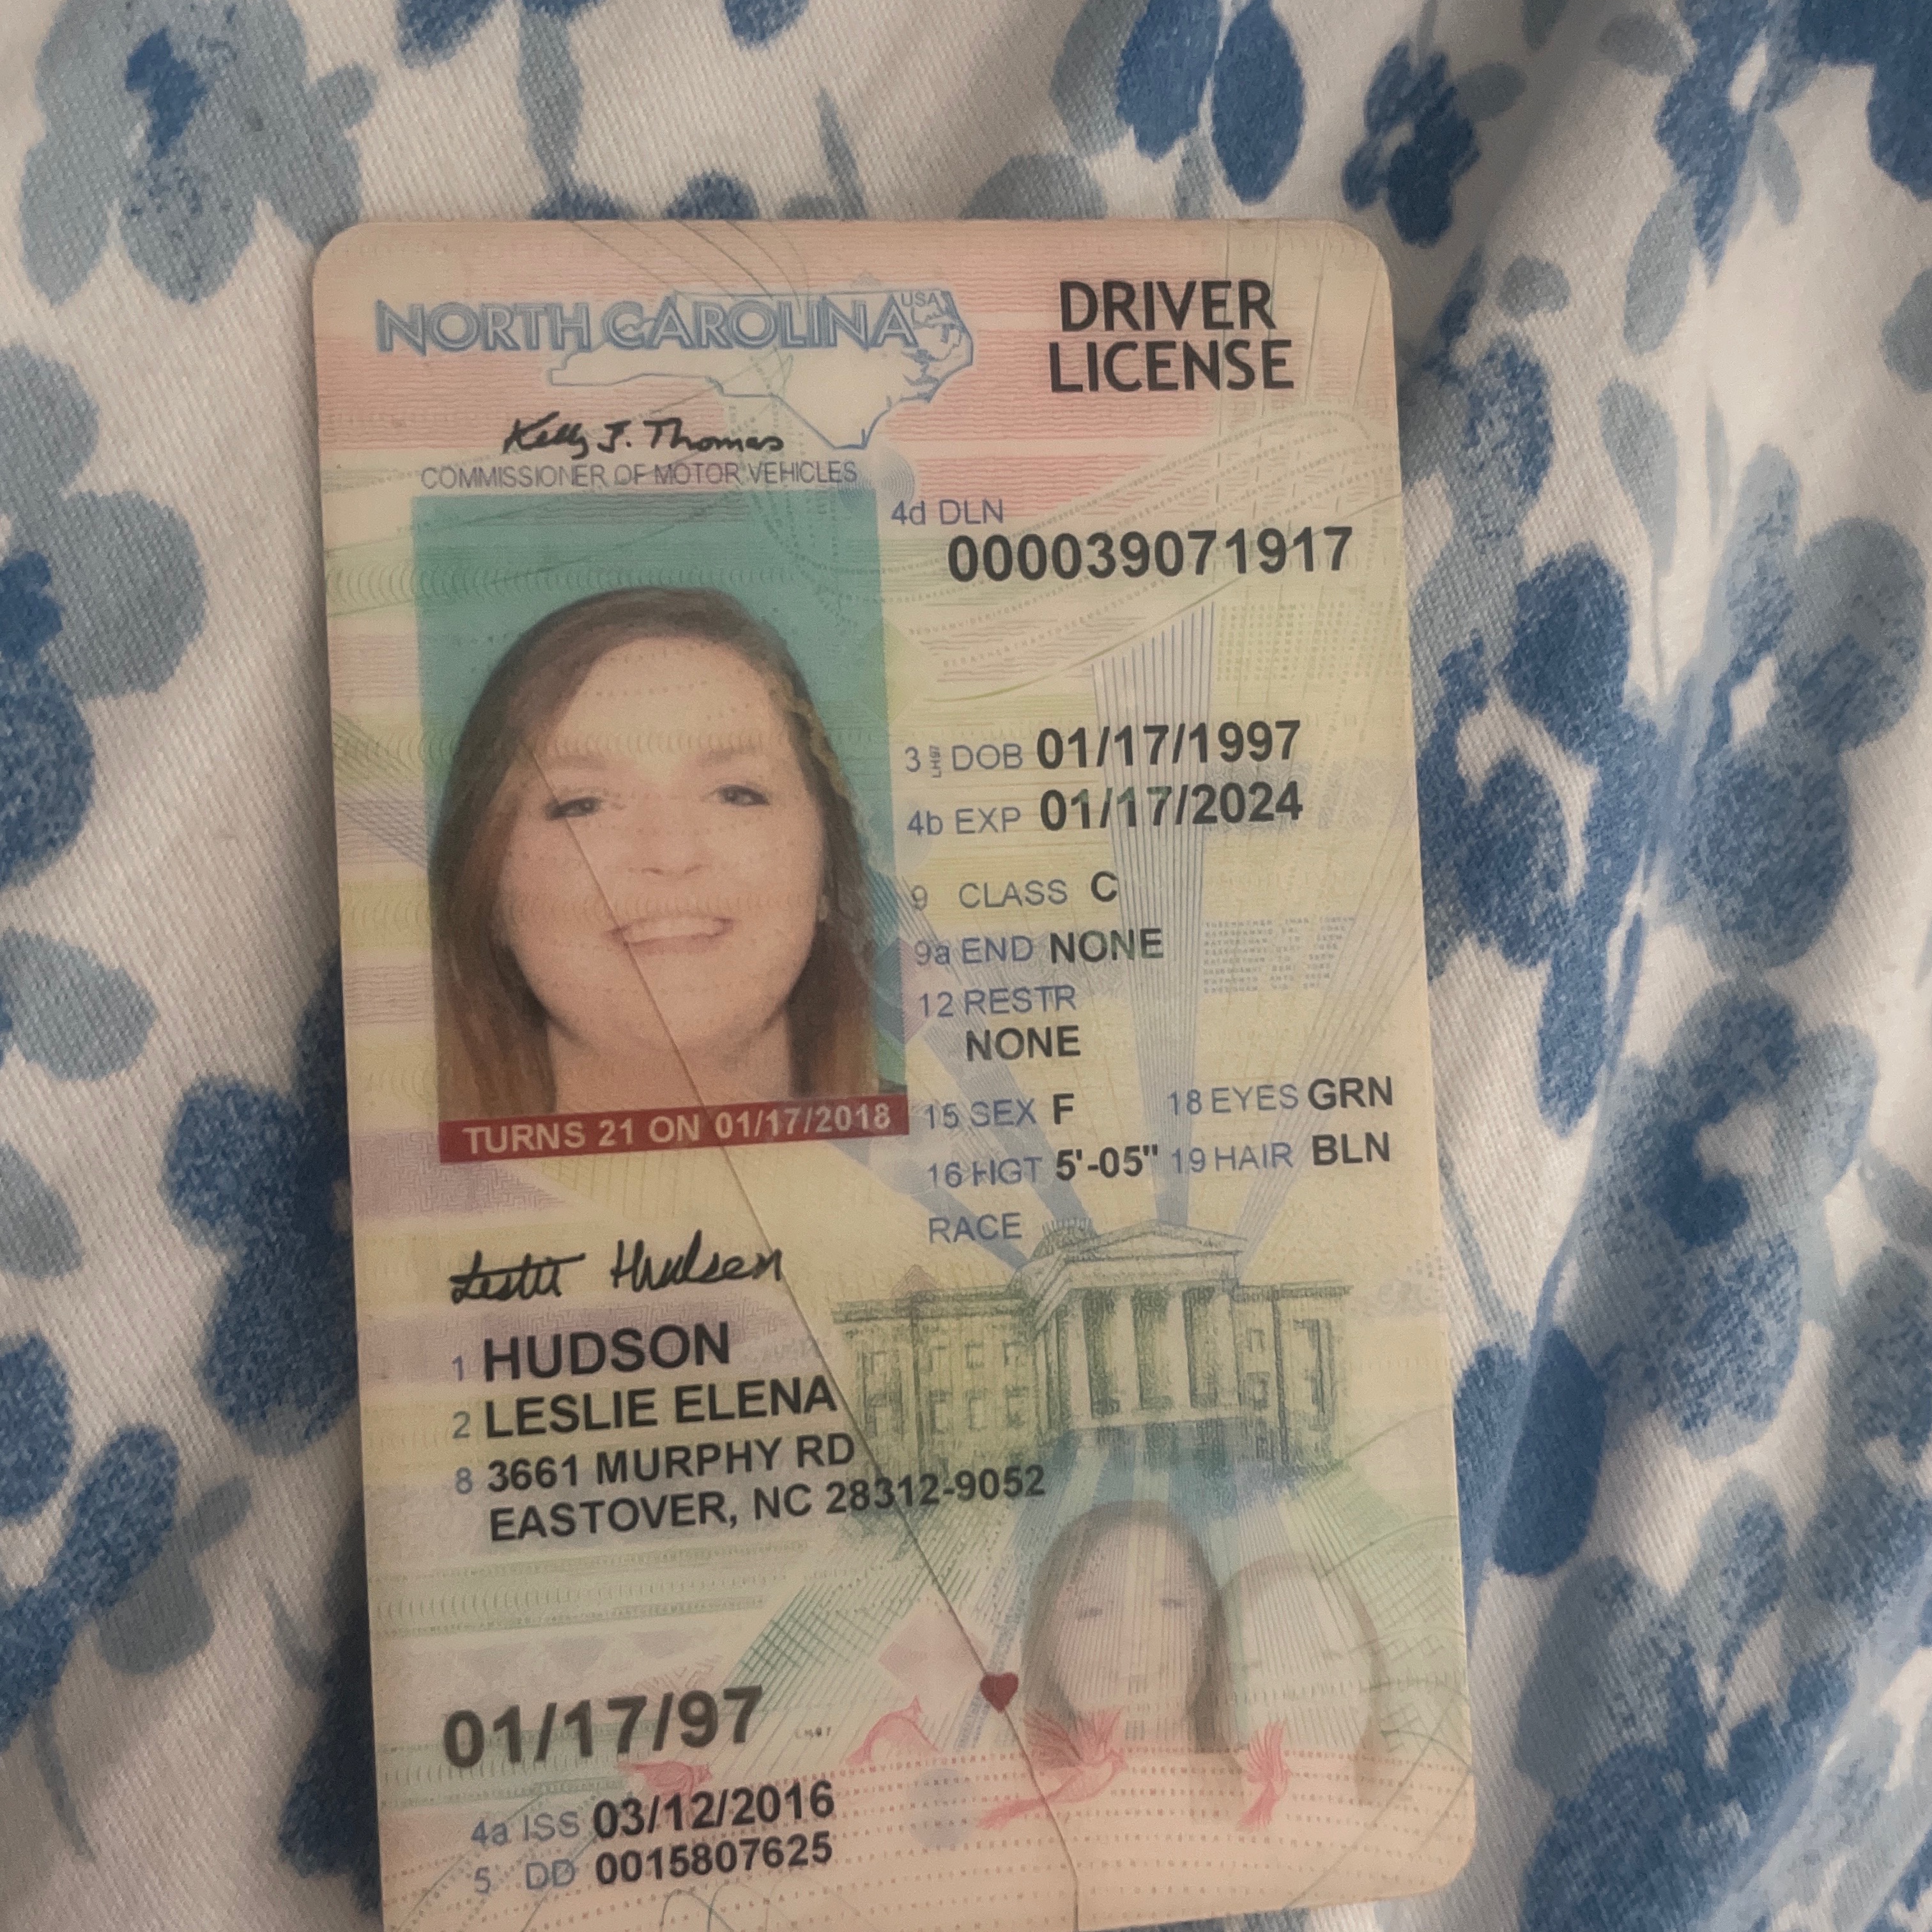 NORTH CAROLINA USA
DRIVER
LICENSE
Kelly J. Thomas
COMMISSIONER OF MOTOR VEHICLES
4d DLN
000039071917
3 DOB 01/17/1997
4b EXP 01/17/2024
9 CLASS C
9a END NONE
12 RESTR
NONE
15 SEX F 18 EYES GRN
16 HGT 5'-05" 19 HAIR BLN
RACE
TURNS 21 ON 01/17/2018
Leslie Hudson
1 HUDSON
2 LESLIE ELENA
8 3661 MURPHY RD
EASTOVER, NC 28312-9052
01/17/97
4a ISS 03/12/2016
5 DD 0015807625